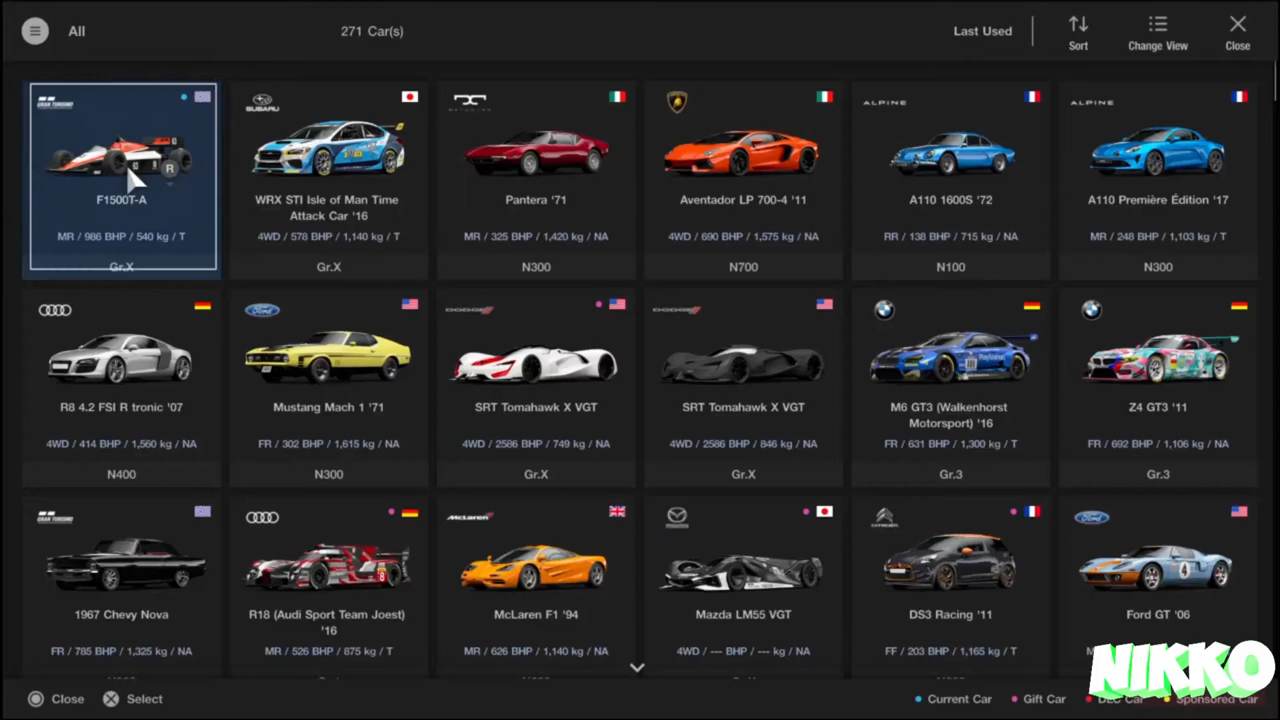 All
271 Car(s)
Last Used
Sort
Change View
Close
GRAN TURISMO
F1500T-A
MR / 986 BHP / 540 kg / T
Gr.X
R
SUBARU
WRX STI Isle of Man Time
Attack Car '16
4WD / 578 BHP / 1,140 kg / T
Gr.X
Pantera '71
MR / 325 BHP / 1,420 kg / NA
N300
Aventador LP 700-4 '11
4WD / 690 BHP / 1,575 kg / NA
N700
ALPINE
A110 1600S '72
RR / 138 BHP / 715 kg / NA
N100
ALPINE
A110 Première Édition '17
MR / 248 BHP / 1,103 kg / T
N300
R8 4.2 FSI R tronic '07
4WD / 414 BHP / 1,560 kg / NA
N400
Ford
Mustang Mach 1 '71
FR / 302 BHP / 1,615 kg / NA
N300
DODGE
SRT Tomahawk X VGT
4WD / 2586 BHP / 749 kg / NA
Gr.X
DODGE
SRT Tomahawk X VGT
4WD / 2586 BHP / 846 kg / NA
Gr.X
M6 GT3 (Walkenhorst
Motorsport) '16
FR / 631 BHP / 1,300 kg / T
Gr.3
Z4 GT3 '11
FR / 692 BHP / 1,106 kg / NA
Gr.3
GRAN TURISMO
1967 Chevy Nova
FR / 785 BHP / 1,325 kg / NA
R18 (Audi Sport Team Joest)
'16
MR / 526 BHP / 875 kg / T
McLaren
McLaren F1 '94
MR / 626 BHP / 1,140 kg / NA
Mazda LM55 VGT
4WD / --- BHP / --- kg / NA
CITROËN
DS3 Racing '11
FF / 203 BHP / 1,165 kg / T
Ford
4
Ford GT '06
NIKKO
Close
Select
Current Car
Gift Car
DLC Car
Sponsored Car